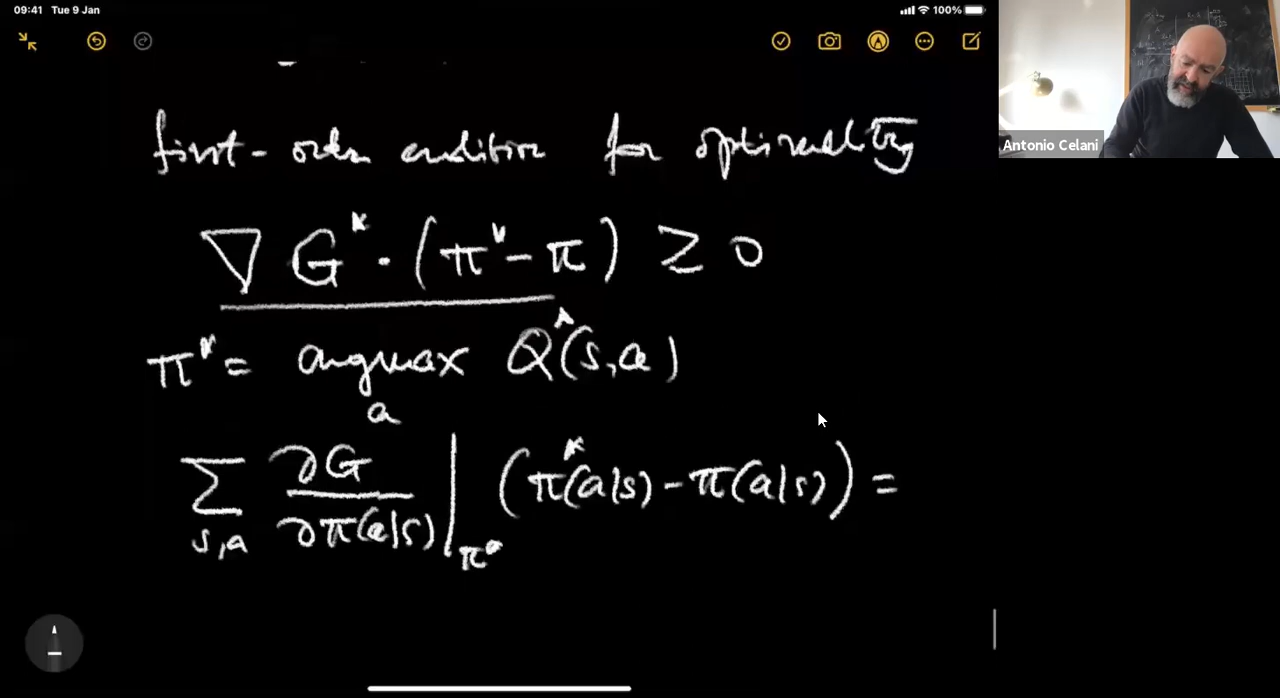 09:41 Tue 9 Jan
100%
Antonio Celani
first-order condition for optimality
∇G* · (π* − π) ≥ 0
π* = argmax Q*(s,a)
a
∑ ∂G/∂π(a|s) |π* (π*(a|s) − π(a|s)) =
s,a